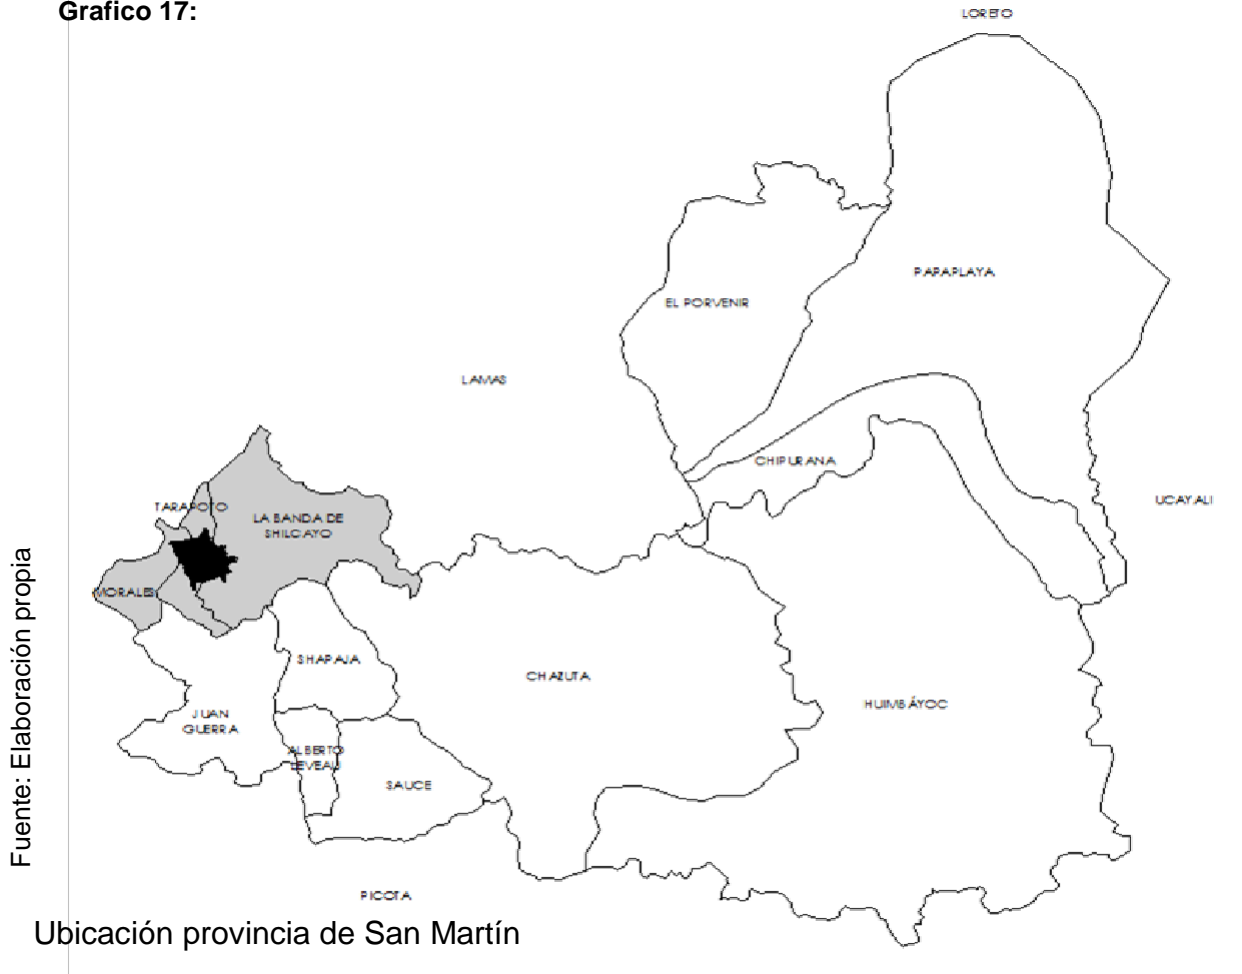 Grafico 17:
LORETO
PAPAPLAYA
EL PORVENIR
LAMAS
CHIPURANA
UCAYALI
TARAPOTO
LA BANDA DE
SHILCAYO
MORALES
SHAPAJA
CHAZUTA
HUIMBÁYOC
JUAN
GUERRA
ALBERTO
LEVEAU
SAUCE
PICOTA
Fuente: Elaboración propia
Ubicación provincia de San Martín